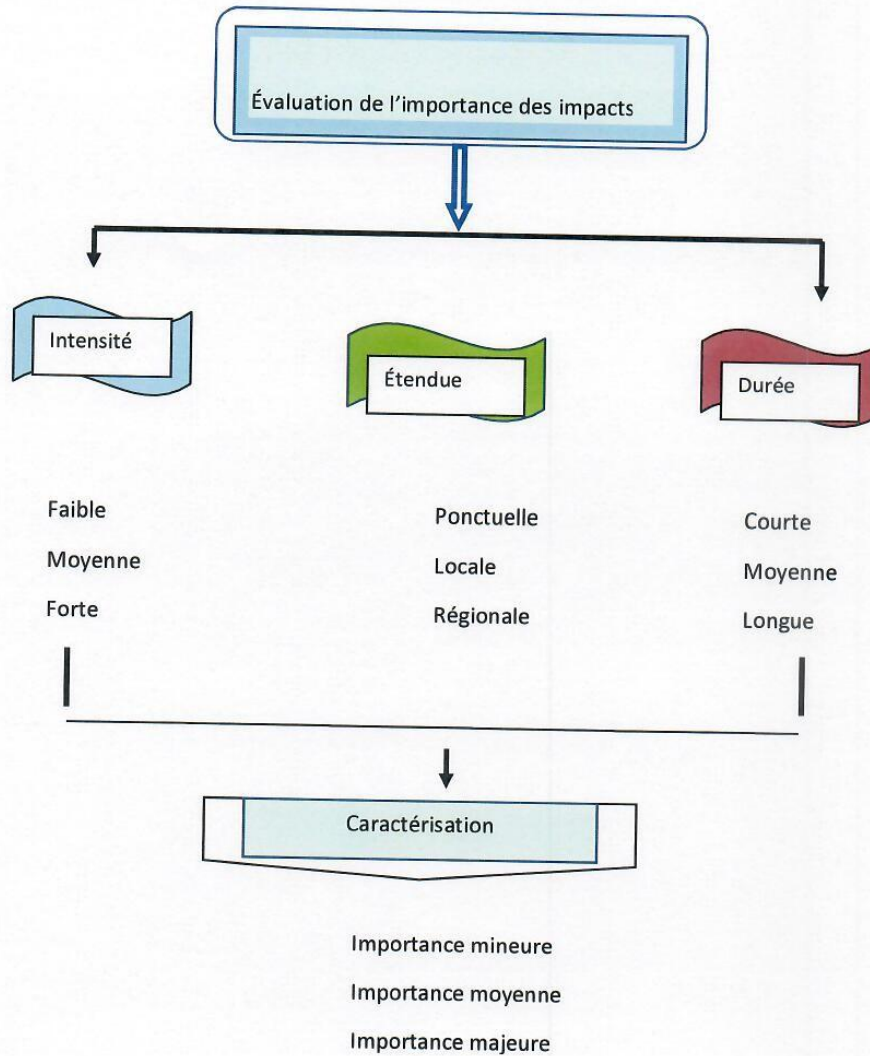 Évaluation de l'importance des impacts
Intensité
Étendue
Durée
Faible
Moyenne
Forte
Ponctuelle
Locale
Régionale
Courte
Moyenne
Longue
Caractérisation
Importance mineure
Importance moyenne
Importance majeure